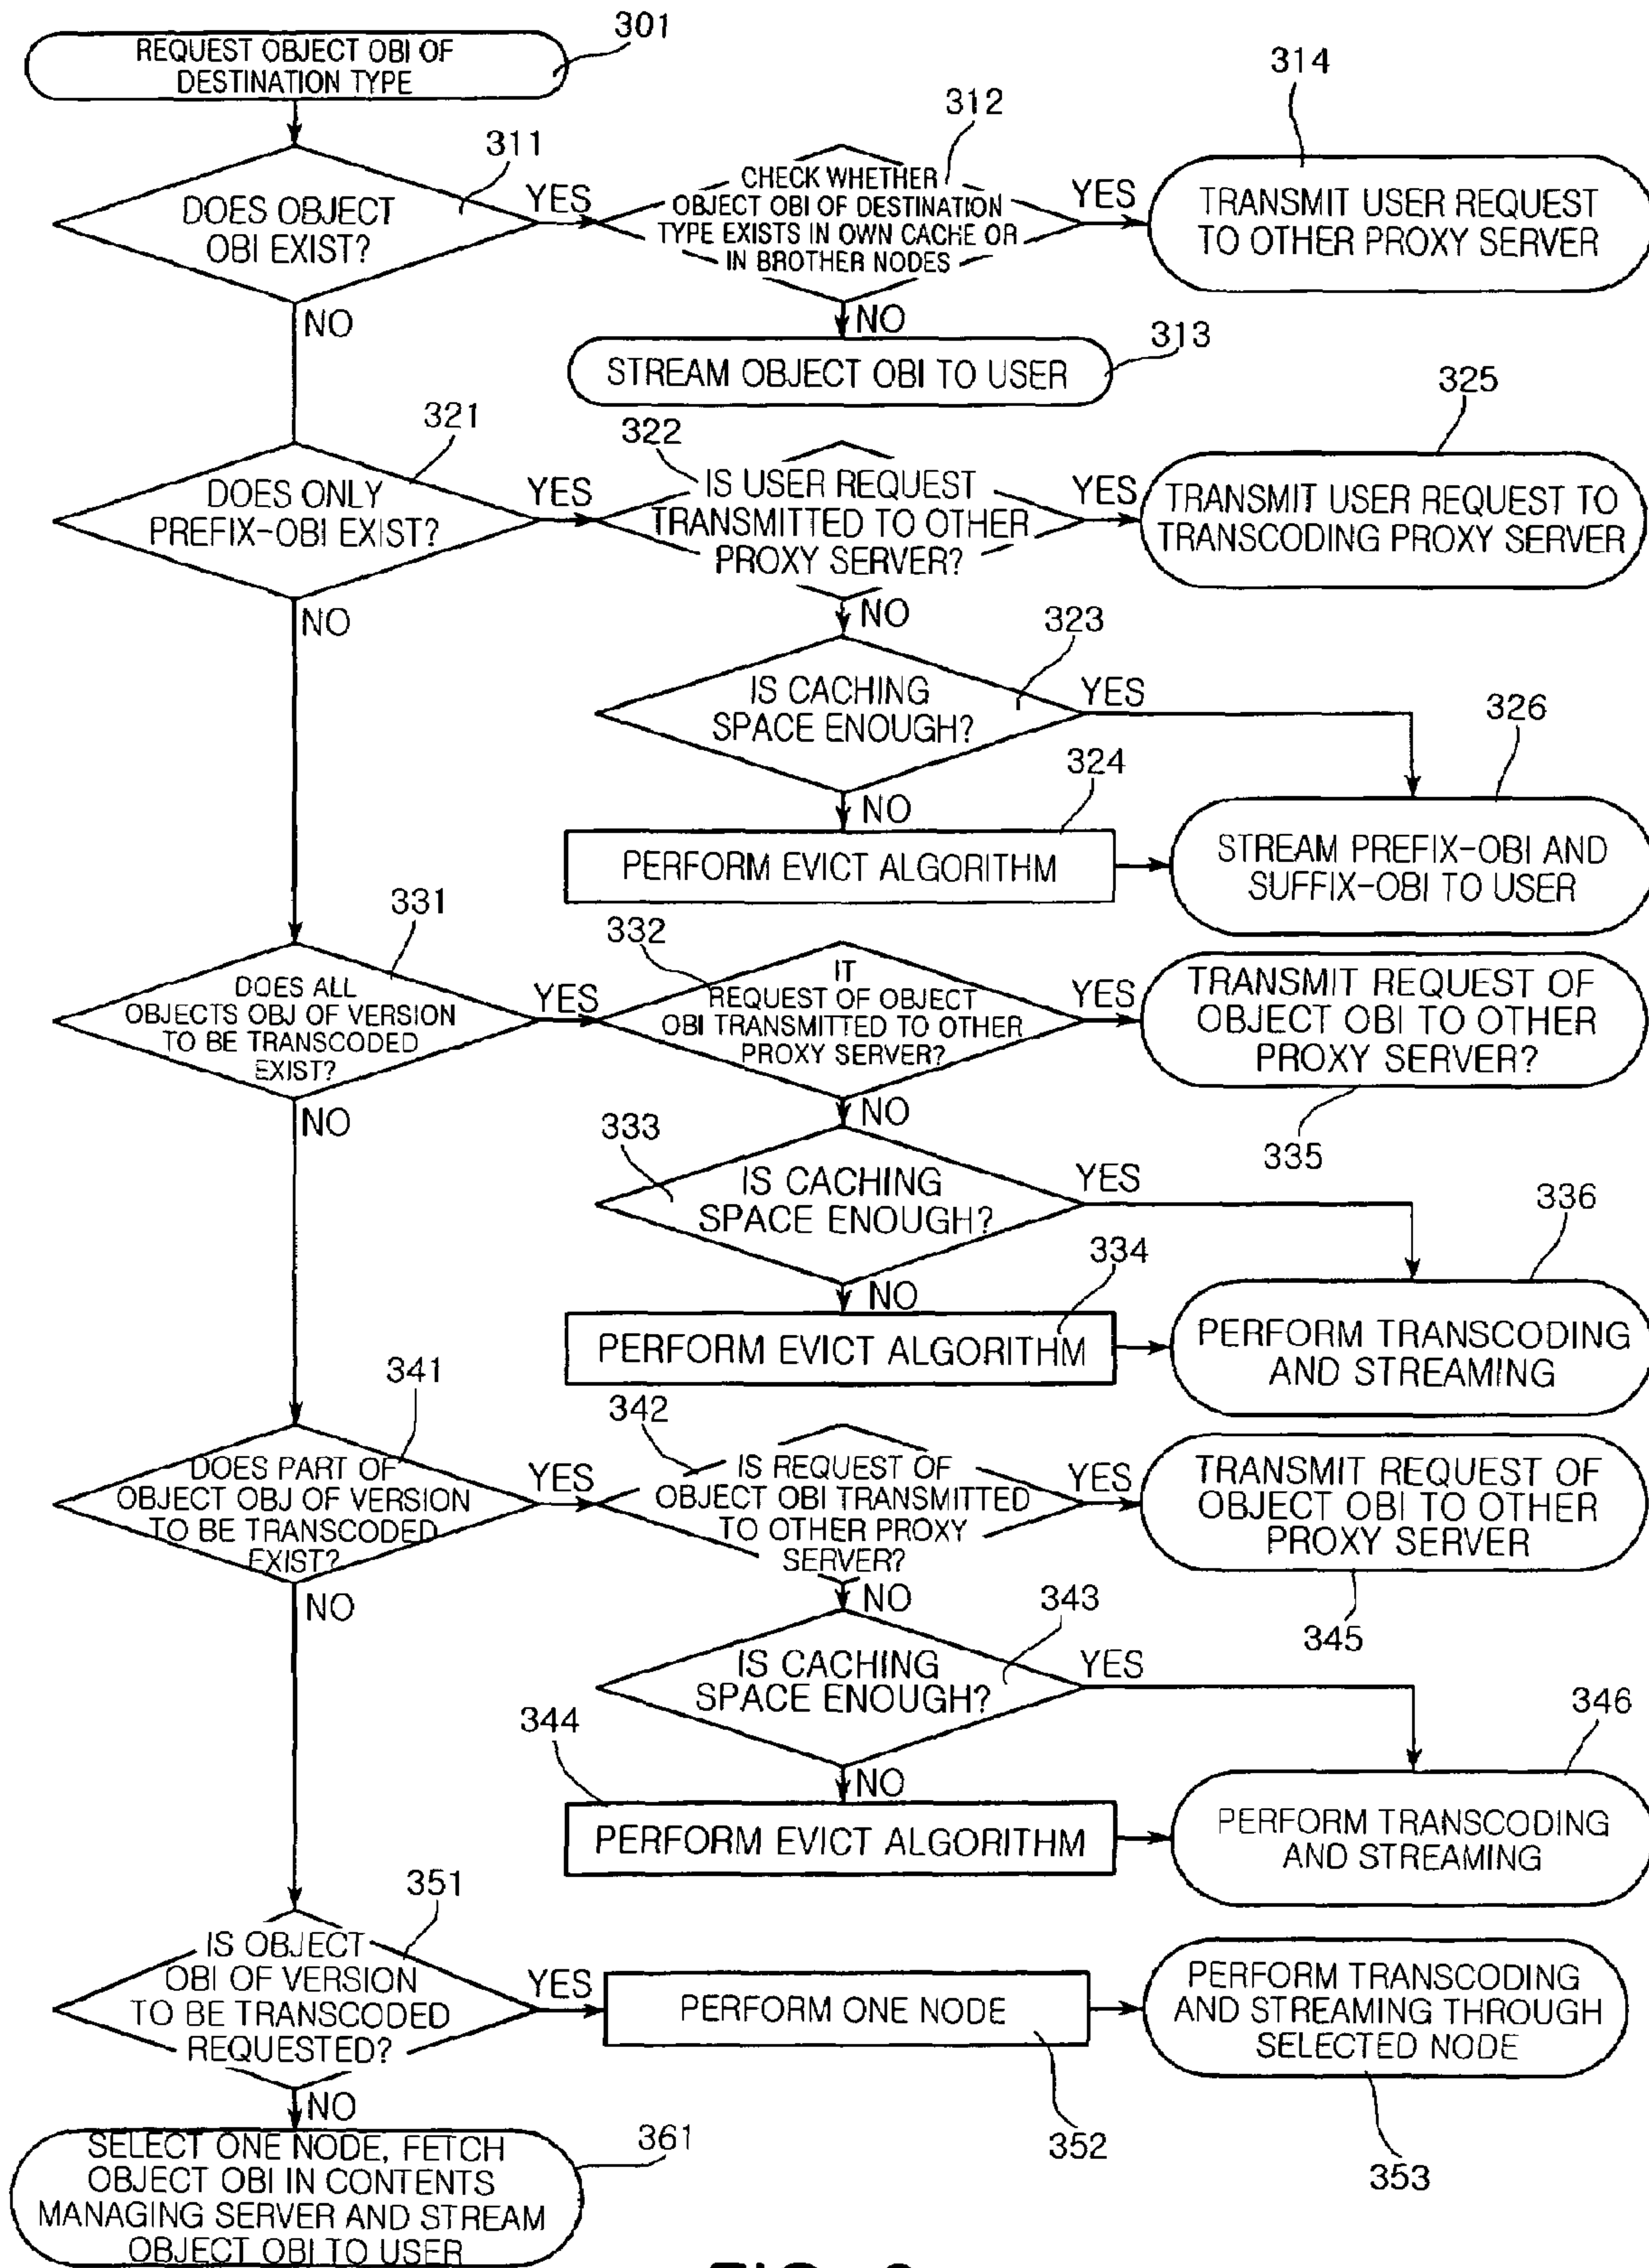 REQUEST OBJECT OBI OF
DESTINATION TYPE
301
DOES OBJECT
OBI EXIST?
311
YES
NO
CHECK WHETHER
OBJECT OBI OF DESTINATION
TYPE EXISTS IN OWN CACHE OR
IN BROTHER NODES
312
YES
NO
TRANSMIT USER REQUEST
TO OTHER PROXY SERVER
314
STREAM OBJECT OBI TO USER
313
DOES ONLY
PREFIX-OBI EXIST?
321
YES
NO
IS USER REQUEST
TRANSMITTED TO OTHER
PROXY SERVER?
322
YES
NO
TRANSMIT USER REQUEST TO
TRANSCODING PROXY SERVER
325
IS CACHING
SPACE ENOUGH?
323
YES
NO
PERFORM EVICT ALGORITHM
324
STREAM PREFIX-OBI AND
SUFFIX-OBI TO USER
326
DOES ALL
OBJECTS OBJ OF VERSION
TO BE TRANSCODED
EXIST?
331
YES
NO
IT
REQUEST OF OBJECT
OBI TRANSMITTED TO OTHER
PROXY SERVER?
332
YES
NO
TRANSMIT REQUEST OF
OBJECT OBI TO OTHER
PROXY SERVER?
335
IS CACHING
SPACE ENOUGH?
333
YES
NO
PERFORM EVICT ALGORITHM
334
PERFORM TRANSCODING
AND STREAMING
336
DOES PART OF
OBJECT OBJ OF VERSION
TO BE TRANSCODED
EXIST?
341
YES
NO
IS REQUEST OF
OBJECT OBI TRANSMITTED
TO OTHER PROXY
SERVER?
342
YES
NO
TRANSMIT REQUEST OF
OBJECT OBI TO OTHER
PROXY SERVER
345
IS CACHING
SPACE ENOUGH?
343
YES
NO
PERFORM EVICT ALGORITHM
344
PERFORM TRANSCODING
AND STREAMING
346
IS OBJECT
OBI OF VERSION
TO BE TRANSCODED
REQUESTED?
351
YES
NO
PERFORM ONE NODE
352
PERFORM TRANSCODING
AND STREAMING THROUGH
SELECTED NODE
353
SELECT ONE NODE, FETCH
OBJECT OBI IN CONTENTS
MANAGING SERVER AND STREAM
OBJECT OBI TO USER
361